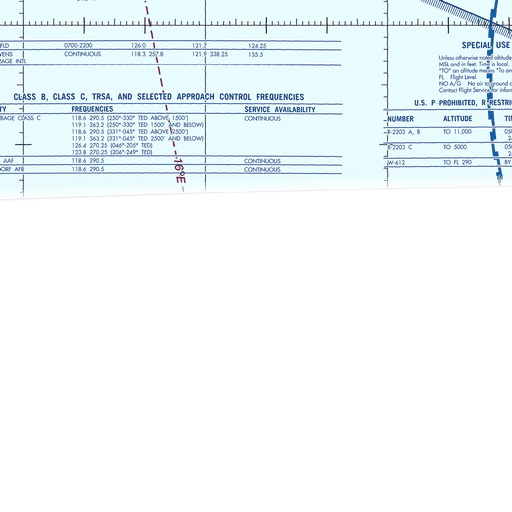 FLD 0700-2200 126.0 121.7 124.25
VENS CONTINUOUS 118.3 257.8 121.9 338.25 135.5
RAGE INTL
SPECIAL USE
Unless otherwise noted altitude
MSL and in feet. Time is local.
"TO" an altitude means "To an
FL Flight Level
NO A/G No air to ground c
Contact Flight Service for infor
CLASS B, CLASS C, TRSA, AND SELECTED APPROACH CONTROL FREQUENCIES
U.S. P-PROHIBITED, R-RESTRI
TY FREQUENCIES SERVICE AVAILABILITY
NUMBER ALTITUDE TI
RAGE CLASS C 118.6 290.5 (250°-330° TED ABOVE 1500') CONTINUOUS
119.1 363.2 (250°-330° TED 1500' AND BELOW)
118.6 290.5 (331°-045° TED ABOVE 2500')
119.1 363.2 (331°-045° TED 2500' AND BELOW)
126.4 270.25 (046°-205° TED)
123.8 270.25 (206°-249° TED)
R-2203 A, B TO 11,000 050
R-2203 C TO 5000 050
AAF 118.6 290.5 CONTINUOUS
W-612 TO FL 290 BY
DORF AFB 118.6 290.5 CONTINUOUS
16°E